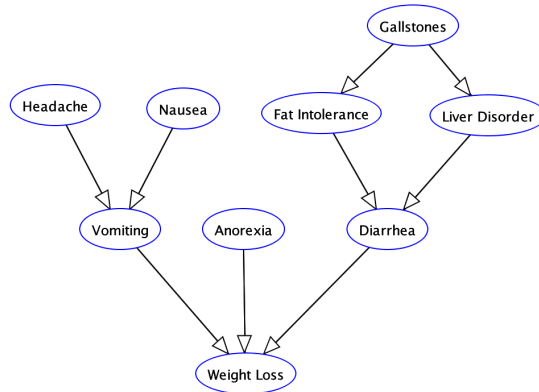 Gallstones
Headache
Nausea
Fat Intolerance
Liver Disorder
Vomiting
Anorexia
Diarrhea
Weight Loss